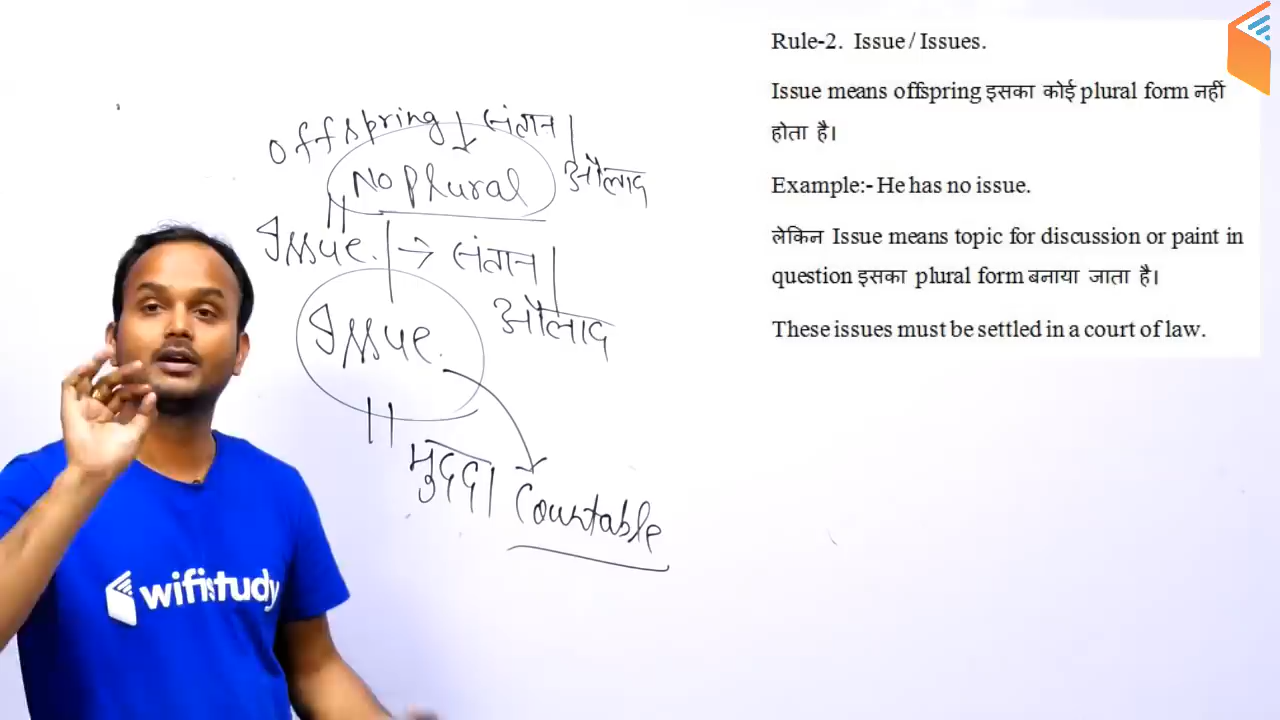 Rule-2. Issue / Issues.
Issue means offspring इसका कोई plural form नहीं
होता है।
Example:- He has no issue.
लेकिन Issue means topic for discussion or paint in
question इसका plural form बनाया जाता है।
These issues must be settled in a court of law.
offspring संतान
No Plural औलाद
Issue. → संतान
औलाद
Issue.
मुद्दा Countable
wifistudy